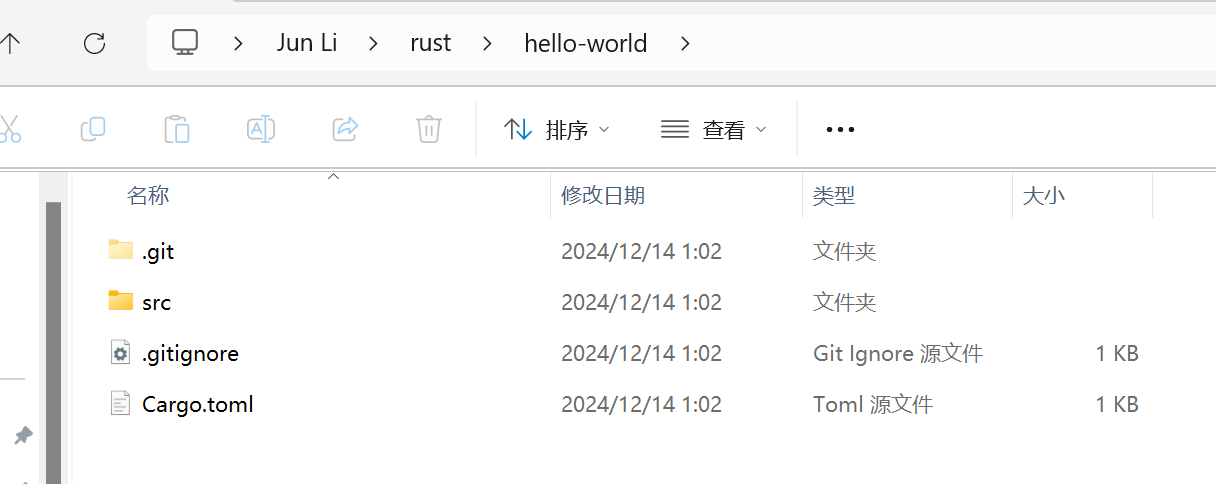 Jun Li > rust > hello-world >
排序 查看 •••
名称 修改日期 类型 大小
.git 2024/12/14 1:02 文件夹
src 2024/12/14 1:02 文件夹
.gitignore 2024/12/14 1:02 Git Ignore 源文件 1 KB
Cargo.toml 2024/12/14 1:02 Toml 源文件 1 KB